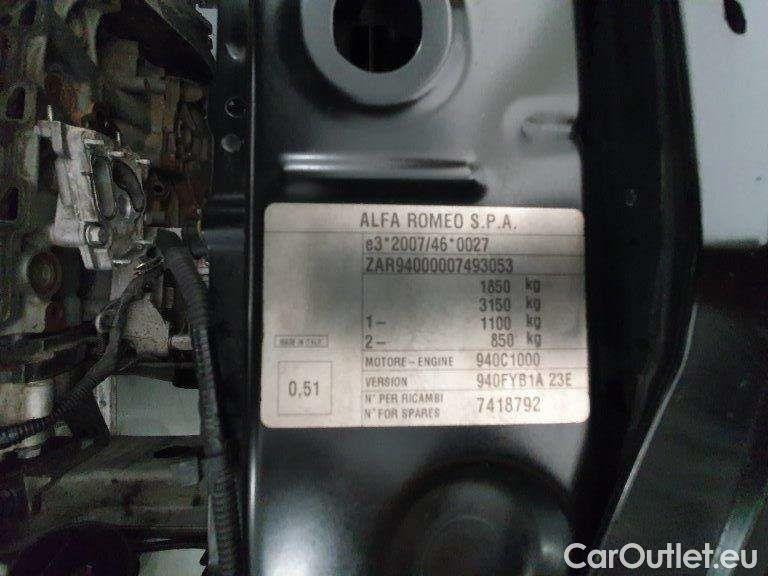 ALFA ROMEO S.P.A.
e3*2007/46*0027
ZAR94000007493053
1850 kg
3150 kg
1- 1100 kg
2- 850 kg
MADE IN ITALY
MOTORE-ENGINE 940C1000
0,51
VERSION 940FYB1A 23E
N° PER RICAMBI
N° FOR SPARES 7418792
CarOutlet.eu